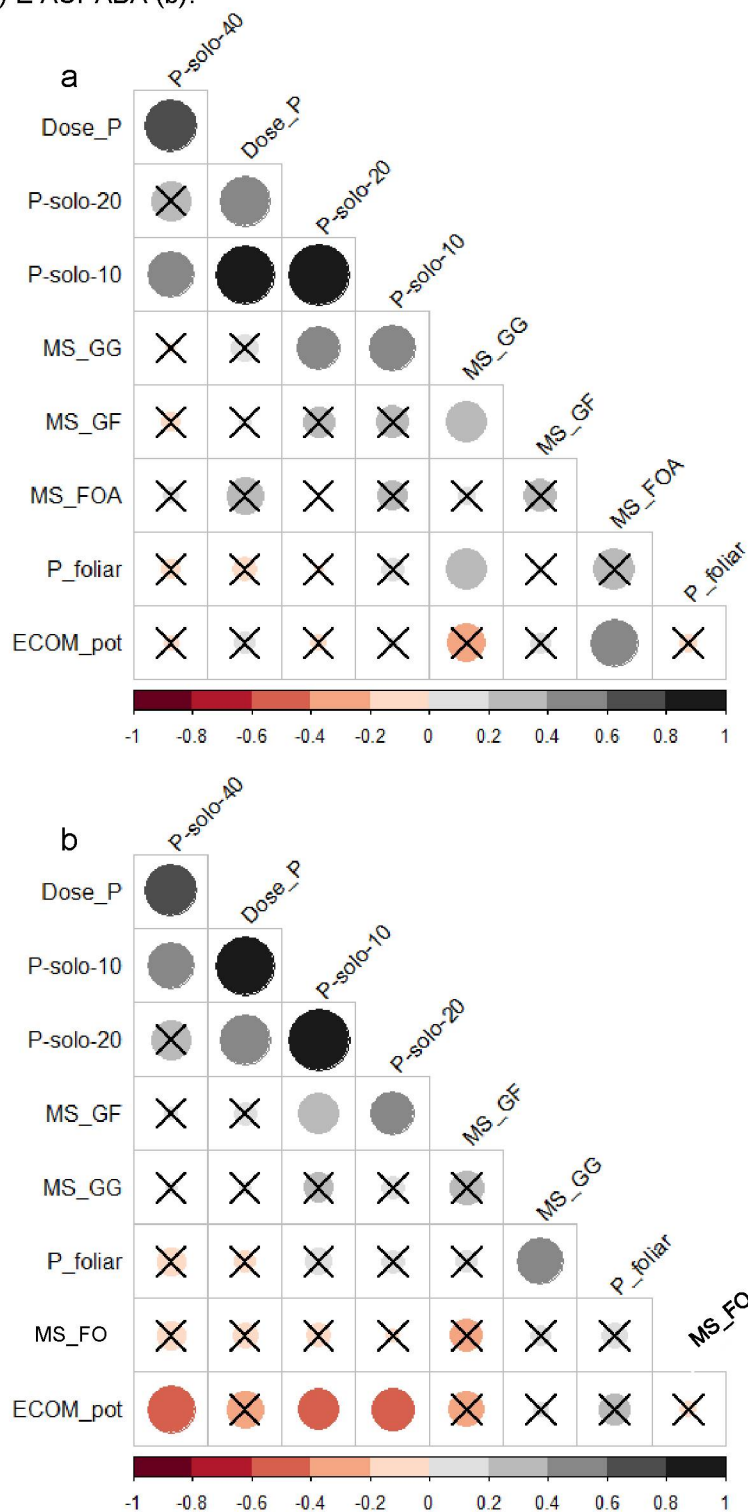 a
P-solo-40
Dose_P
Dose_P
P-solo-20
P-solo-20
P-solo-10
P-solo-10
MS_GG
MS_GG
MS_GF
MS_GF
MS_FOA
MS_FOA
P_foliar
P_foliar
ECOM_pot
-1 -0.8 -0.6 -0.4 -0.2 0 0.2 0.4 0.6 0.8 1
b
P-solo-40
Dose_P
Dose_P
P-solo-10
P-solo-10
P-solo-20
P-solo-20
MS_GF
MS_GF
MS_GG
MS_GG
P_foliar
P_foliar
MS_FO
MS_FO
ECOM_pot
-1 -0.8 -0.6 -0.4 -0.2 0 0.2 0.4 0.6 0.8 1